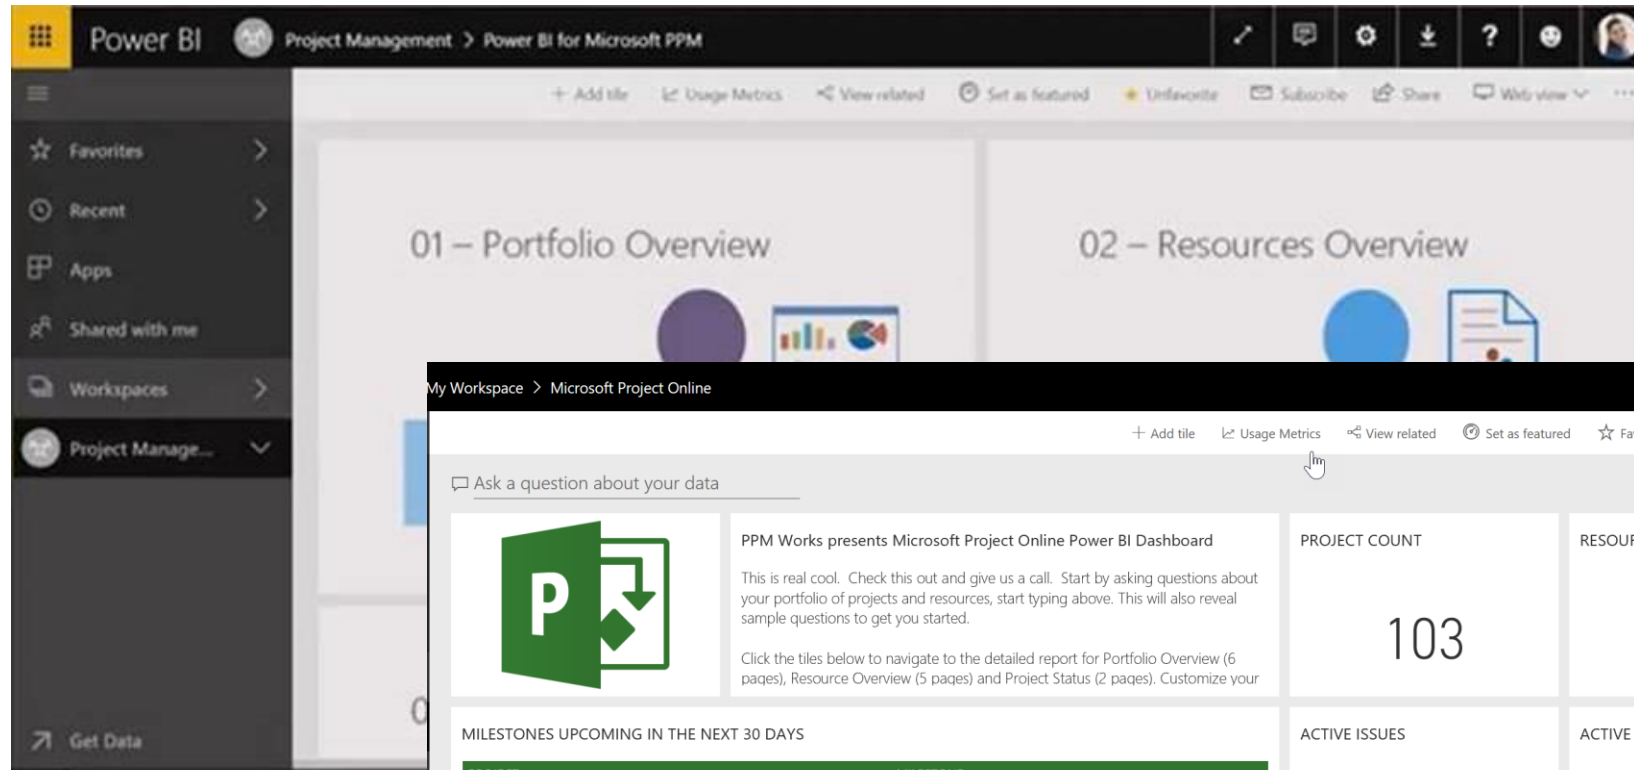 Power BI
Project Management > Power BI for Microsoft PPM
?
+ Add tile
Usage Metrics
View related
Set as featured
Unfavorite
Subscribe
Share
Web view
...
Favorites
Recent
Apps
Shared with me
Workspaces
Project Manage...
Get Data
01 – Portfolio Overview
02 – Resources Overview
My Workspace > Microsoft Project Online
+ Add tile
Usage Metrics
View related
Set as featured
Fa
Ask a question about your data
P
PPM Works presents Microsoft Project Online Power BI Dashboard
This is real cool. Check this out and give us a call. Start by asking questions about
your portfolio of projects and resources, start typing above. This will also reveal
sample questions to get you started.
Click the tiles below to navigate to the detailed report for Portfolio Overview (6
pages), Resource Overview (5 pages) and Project Status (2 pages). Customize your
PROJECT COUNT
103
RESOUR
0
MILESTONES UPCOMING IN THE NEXT 30 DAYS
ACTIVE ISSUES
ACTIVE